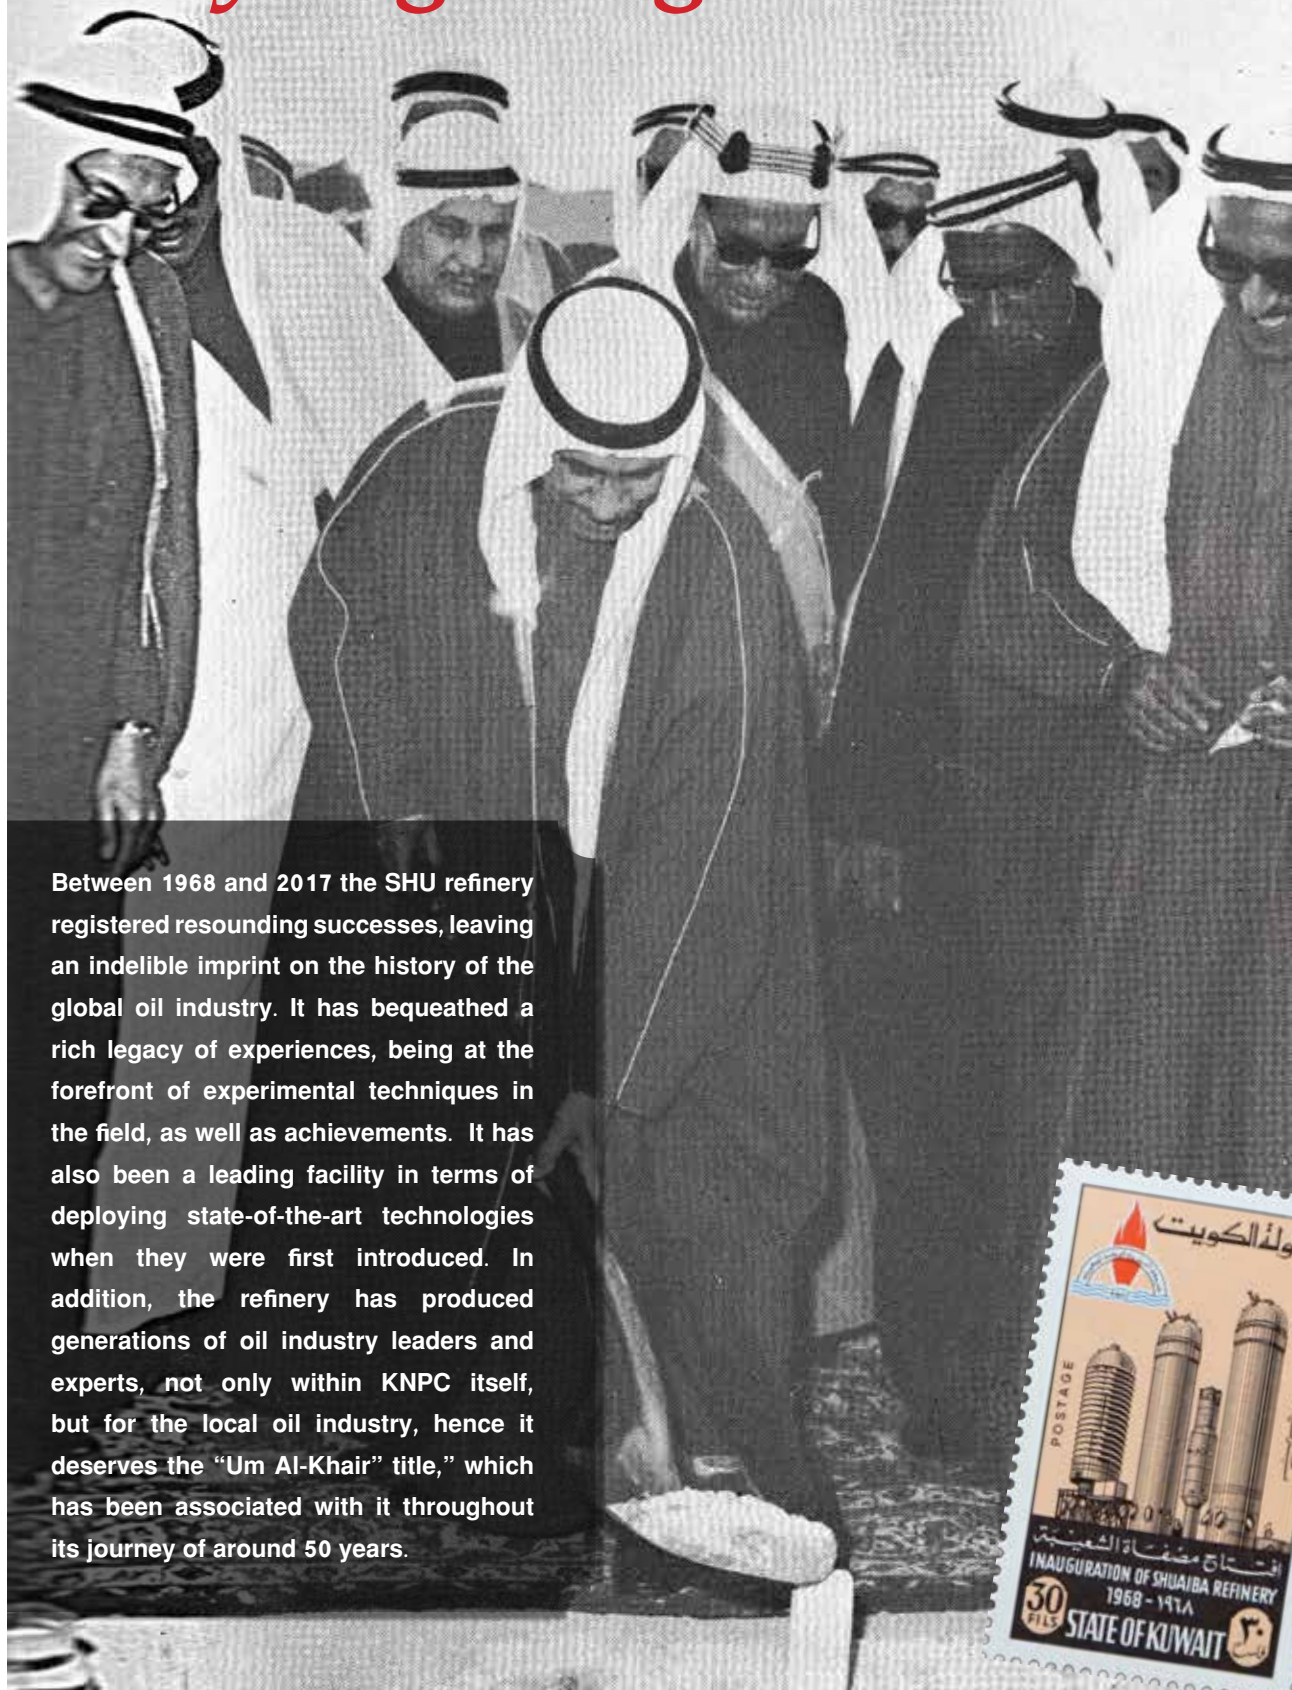 Between 1968 and 2017 the SHU refinery
registered resounding successes, leaving
an indelible imprint on the history of the
global oil industry. It has bequeathed a
rich legacy of experiences, being at the
forefront of experimental techniques in
the field, as well as achievements. It has
also been a leading facility in terms of
deploying state-of-the-art technologies
when they were first introduced. In
addition, the refinery has produced
generations of oil industry leaders and
experts, not only within KNPC itself,
but for the local oil industry, hence it
deserves the “Um Al-Khair” title,” which
has been associated with it throughout
its journey of around 50 years.
الكويت
POSTAGE
افتتاح مصفاة الشعيبة
INAUGURATION OF SHUAIBA REFINERY
1968 - ١٩٦٨
30
FILS
STATE OF KUWAIT
٣٠